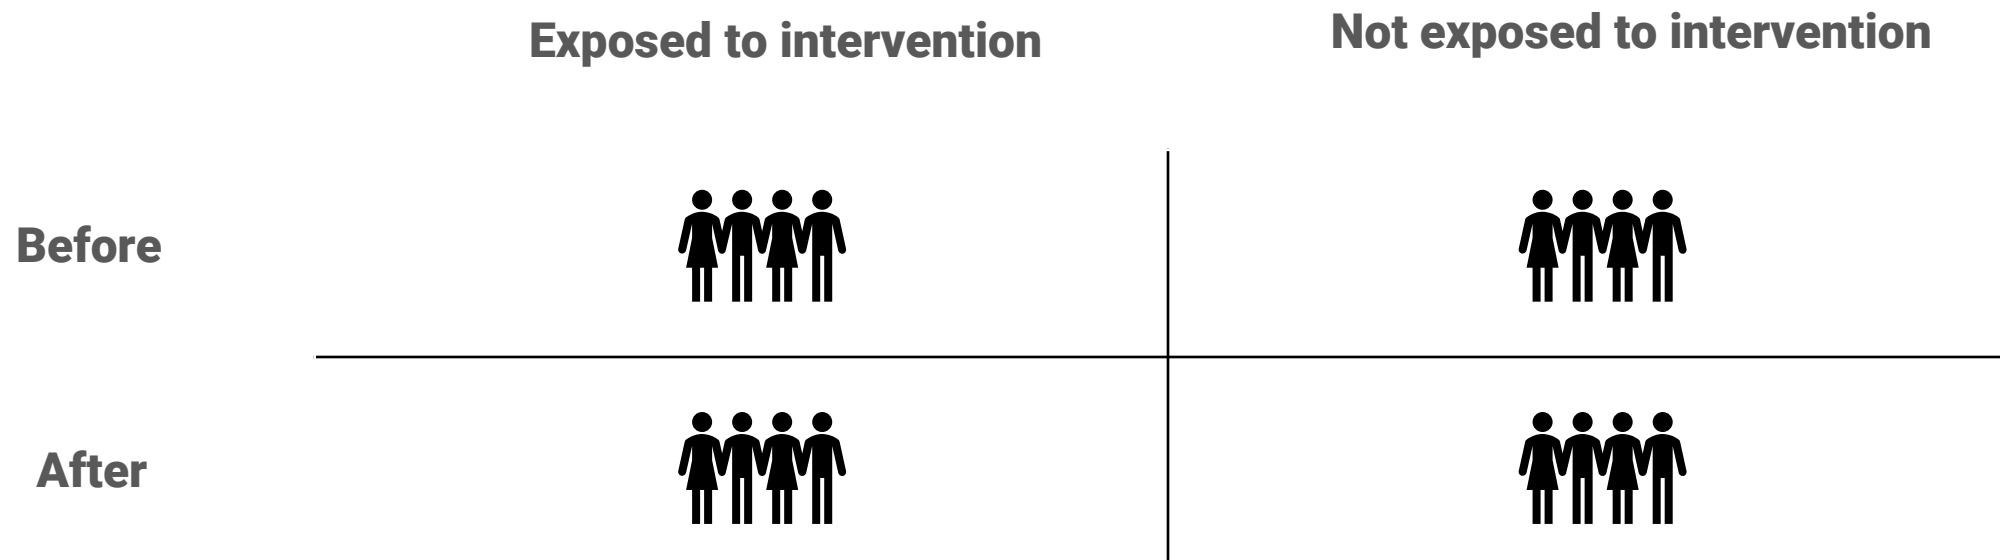 Exposed to intervention
Not exposed to intervention
Before
After